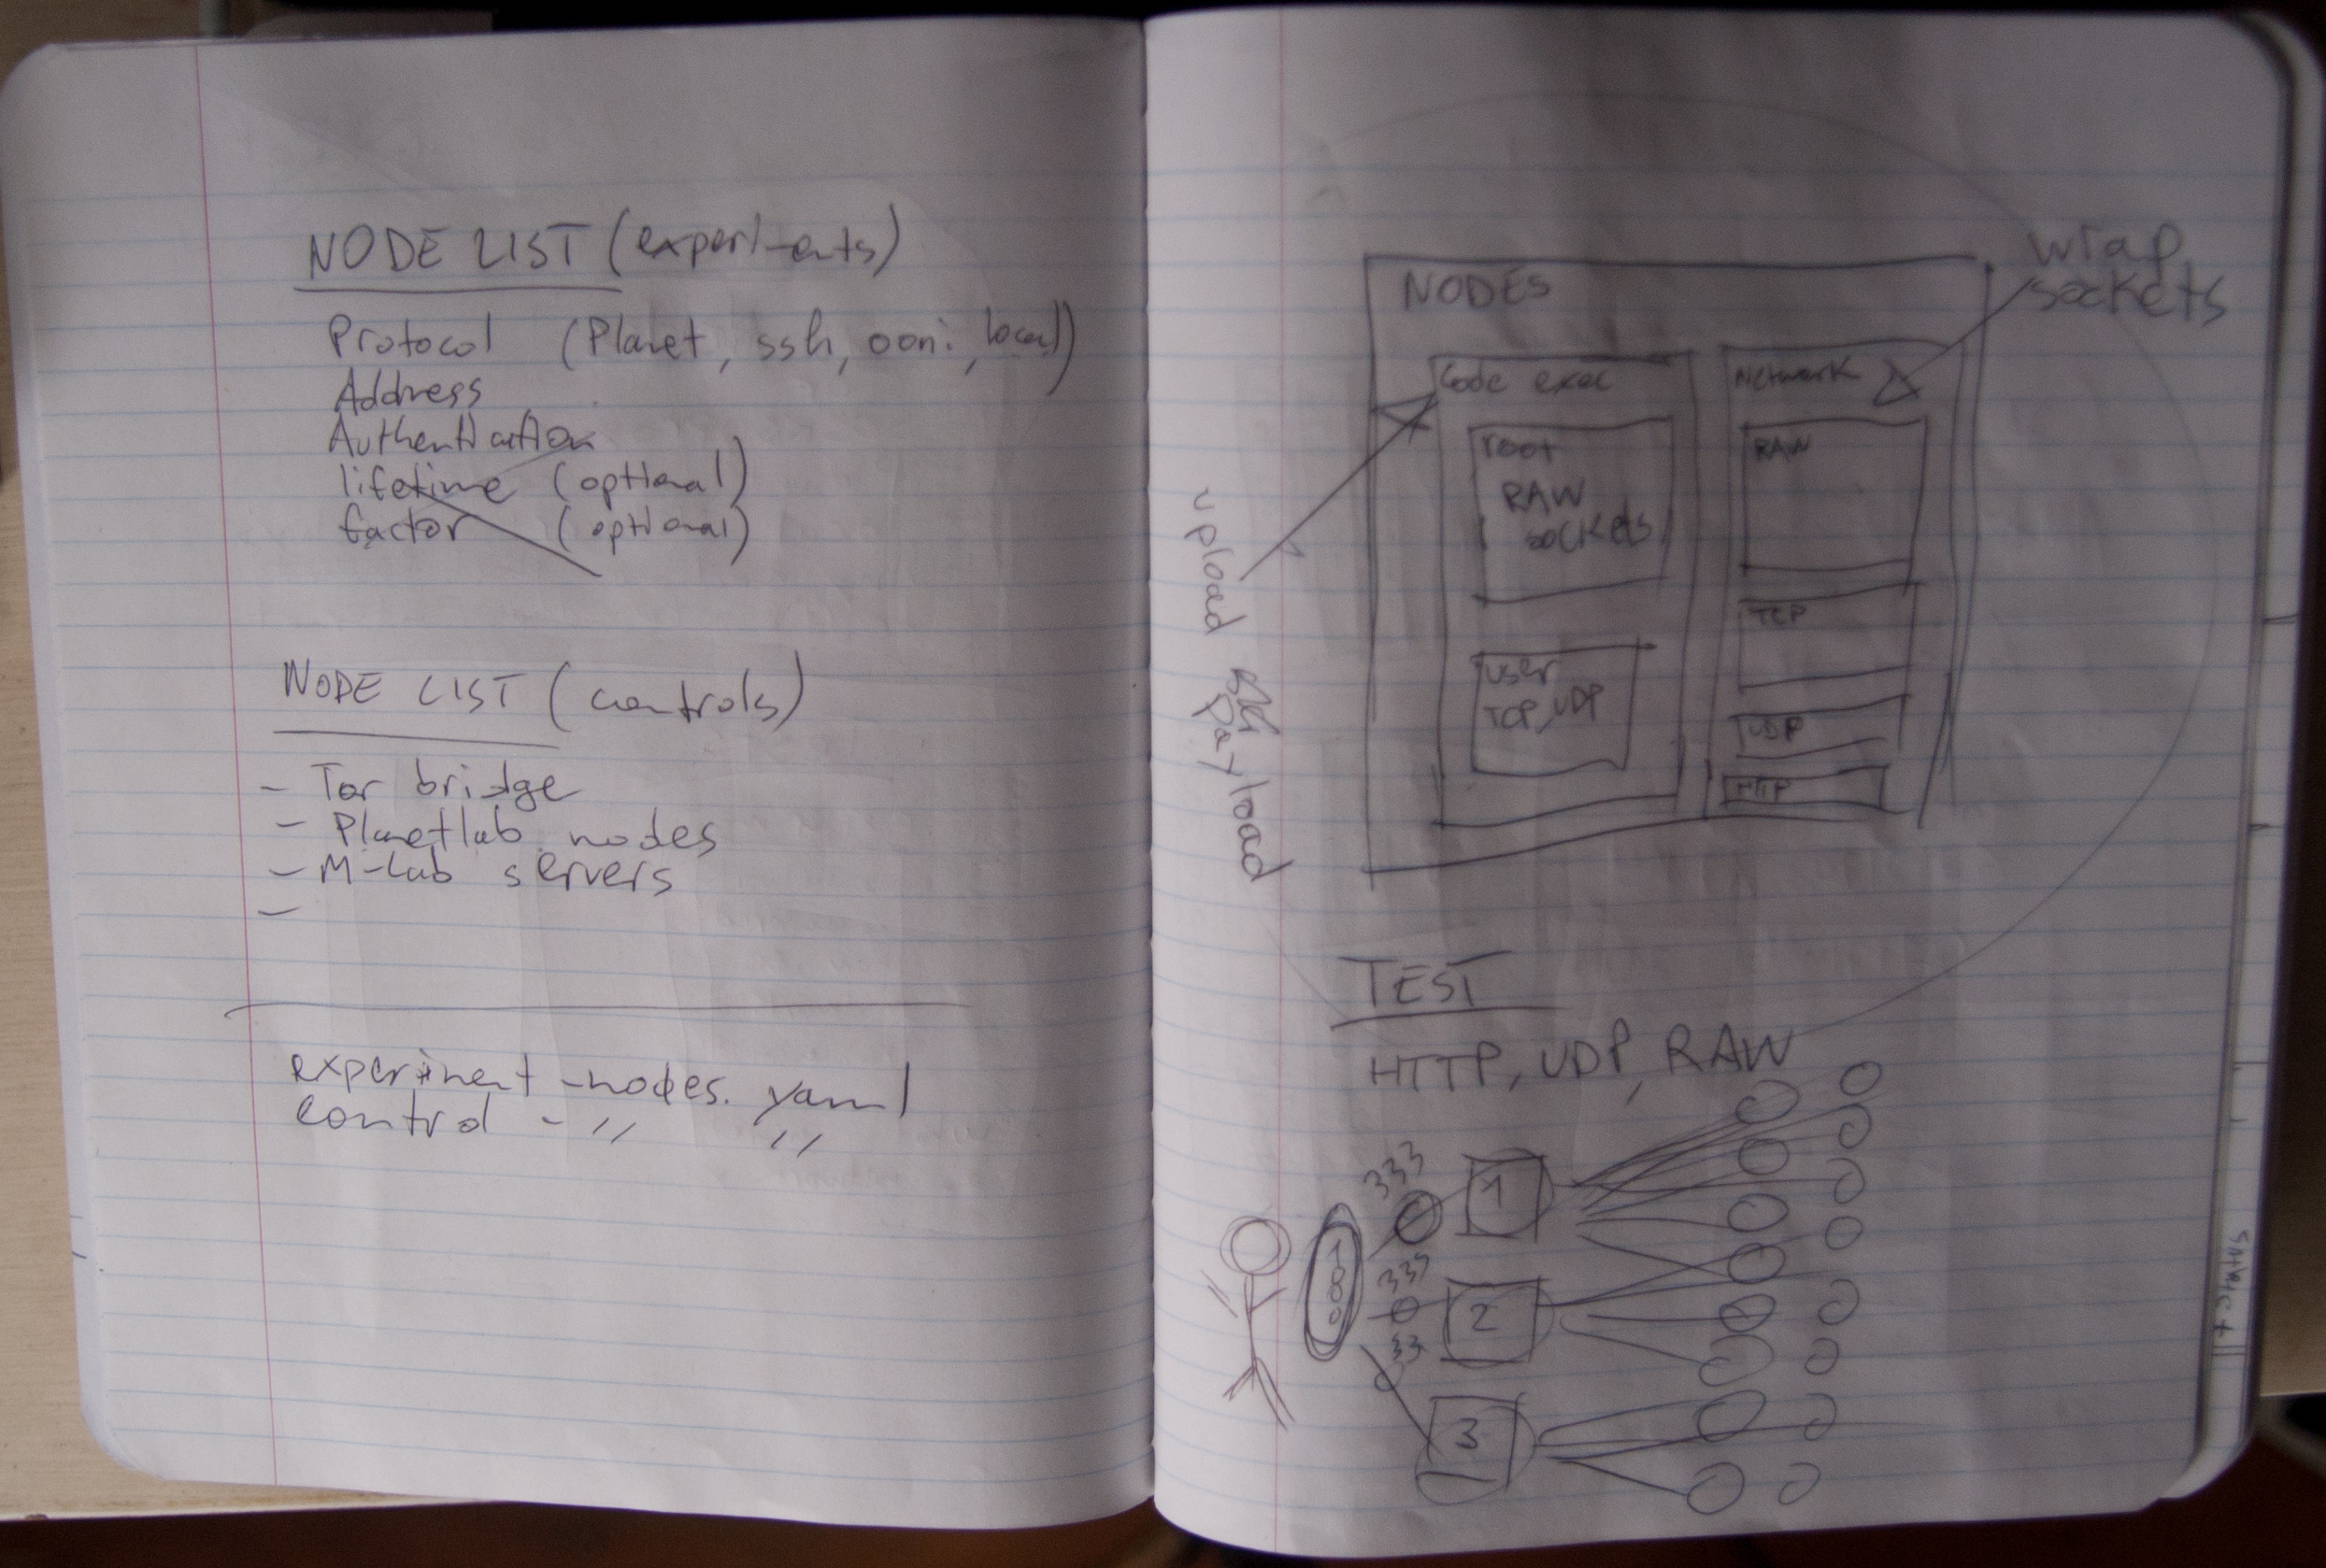 NODE LIST (experiments)
Protocol (Planet, ssh, ooni, local)
Address
Authentication
lifetime (optional)
factor (optional)
NODE LIST (controls)
- Tor bridge
- Planetlab nodes
- M-Lab servers
-
experiment-nodes.yaml
control - " "
wrap
sockets
NODES
Code exec
root
RAW
sockets
user
TCP, UDP
Network
RAW
TCP
UDP
HTTP
upload
payload
TEST
HTTP, UDP, RAW
333
1
333
2
33
3